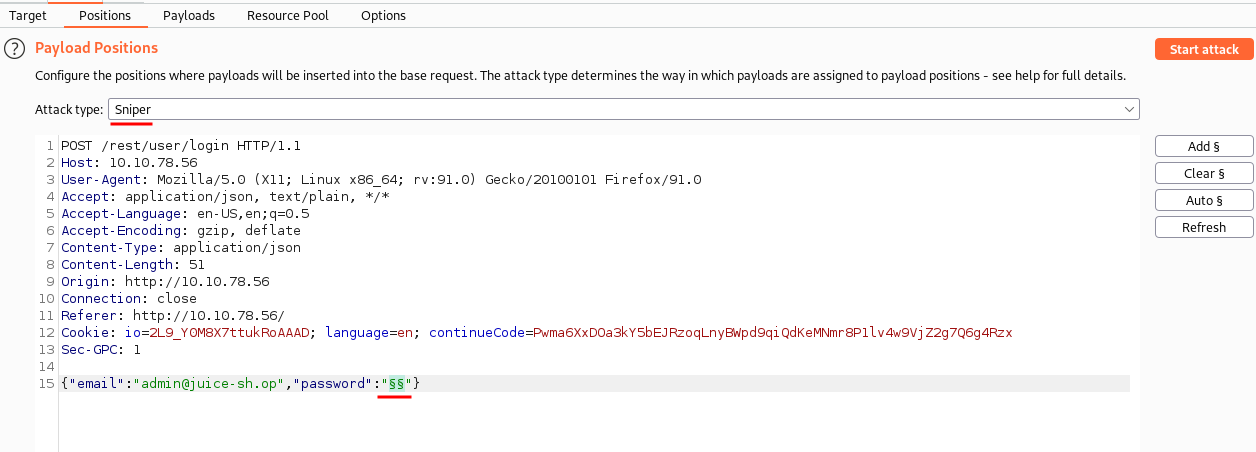 Target Positions Payloads Resource Pool Options
? Payload Positions Start attack
Configure the positions where payloads will be inserted into the base request. The attack type determines the way in which payloads are assigned to payload positions - see help for full details.
Attack type: Sniper
Add §
Clear §
Auto §
Refresh
1 POST /rest/user/login HTTP/1.1
2 Host: 10.10.78.56
3 User-Agent: Mozilla/5.0 (X11; Linux x86_64; rv:91.0) Gecko/20100101 Firefox/91.0
4 Accept: application/json, text/plain, */*
5 Accept-Language: en-US,en;q=0.5
6 Accept-Encoding: gzip, deflate
7 Content-Type: application/json
8 Content-Length: 51
9 Origin: http://10.10.78.56
10 Connection: close
11 Referer: http://10.10.78.56/
12 Cookie: io=2L9_YOM8X7ttukRoAAAD; language=en; continueCode=Pwma6XxDOa3kY5bEJRzoqLnyBWpd9qiQdKeMNmr8P1lv4w9VjZ2g7Q6g4Rzx
13 Sec-GPC: 1
14
15 {"email":"admin@juice-sh.op","password":"§§"}